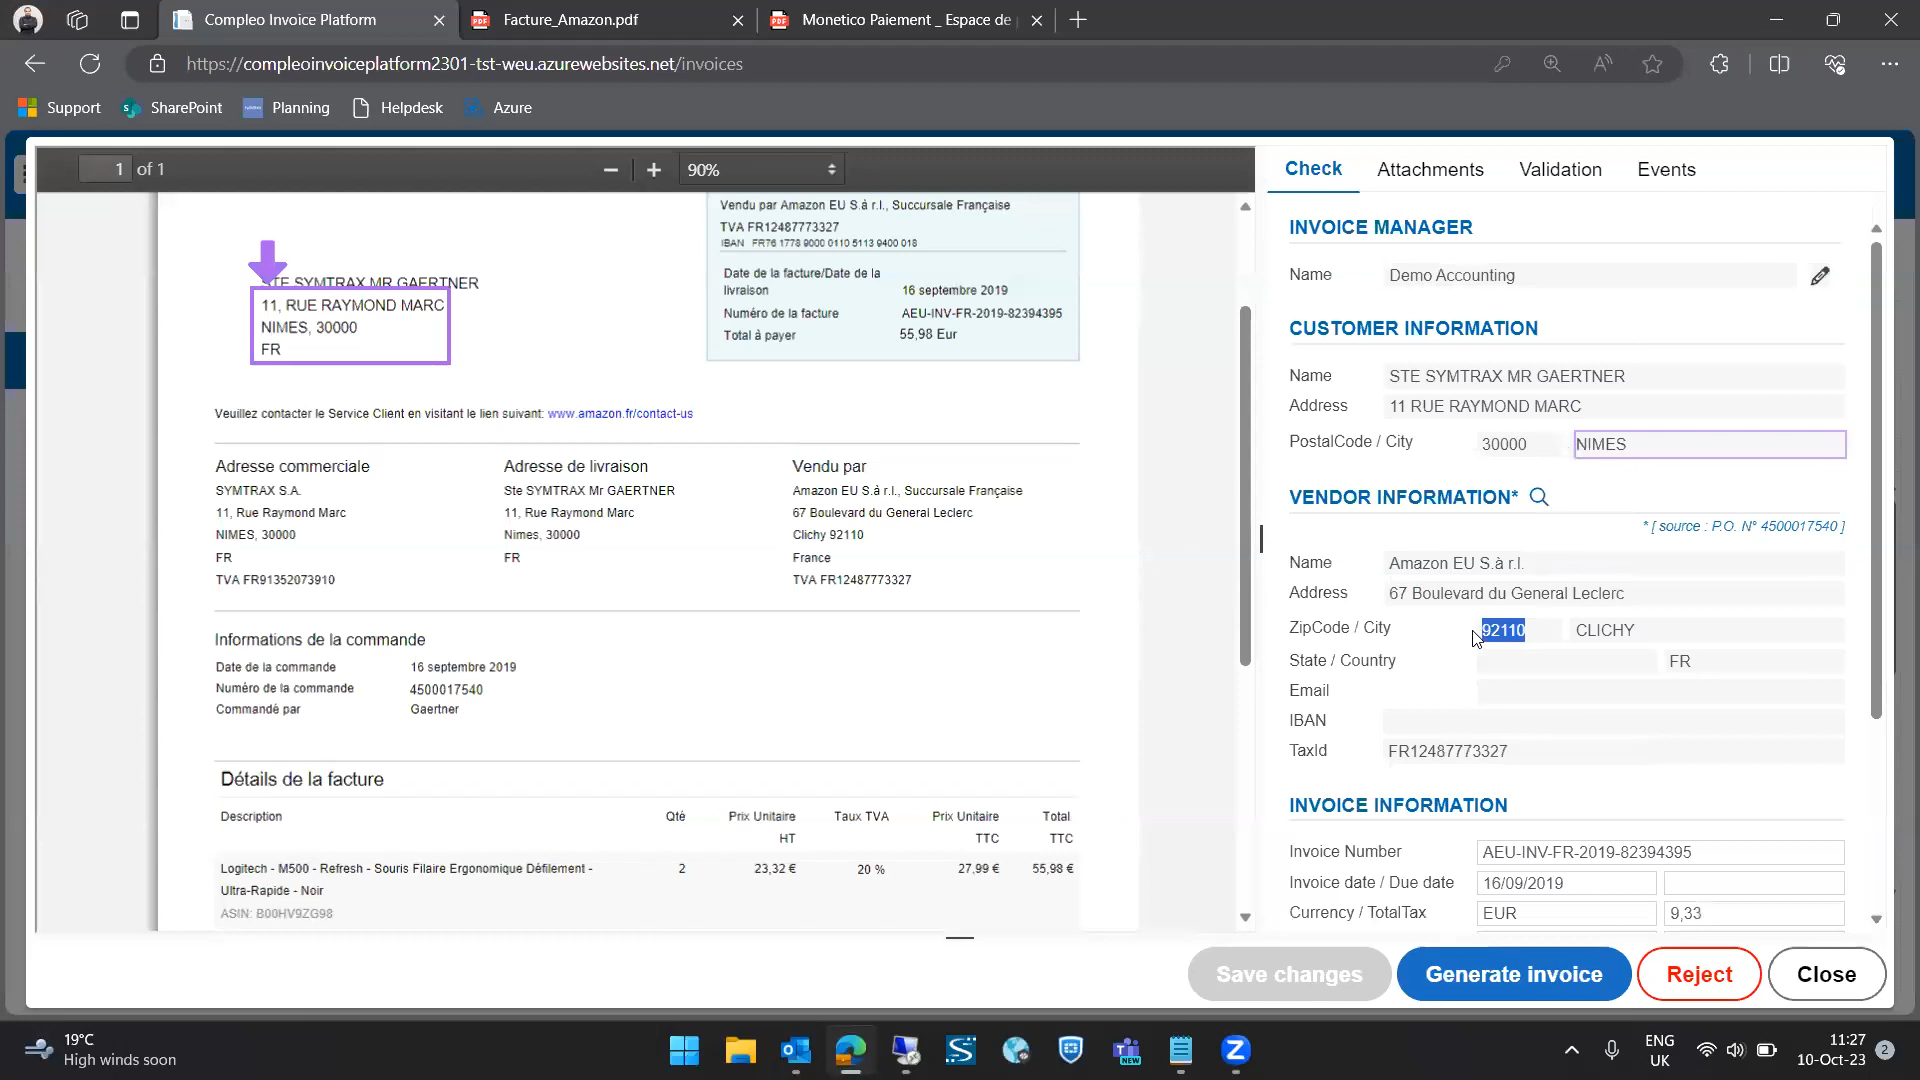 Compleo Invoice Platform
Facture_Amazon.pdf
Monetico Paiement _ Espace de
https://compleoinvoiceplatform2301-tst-weu.azurewebsites.net/invoices
Support
SharePoint
Planning
Helpdesk
Azure
1 of 1
90%
Vendu par Amazon EU S.à r.l., Succursale Française
TVA FR12487773327
IBAN FR76 1778 9000 0110 5113 9400 018
Date de la facture/Date de la
livraison 16 septembre 2019
Numéro de la facture AEU-INV-FR-2019-82394395
Total à payer 55,98 Eur
STE SYMTRAX MR GAERTNER
11, RUE RAYMOND MARC
NIMES, 30000
FR
Veuillez contacter le Service Client en visitant le lien suivant: www.amazon.fr/contact-us
Adresse commerciale
SYMTRAX S.A.
11, Rue Raymond Marc
NIMES, 30000
FR
TVA FR91352073910
Adresse de livraison
Ste SYMTRAX Mr GAERTNER
11, Rue Raymond Marc
Nimes, 30000
FR
Vendu par
Amazon EU S.à r.l., Succursale Française
67 Boulevard du General Leclerc
Clichy 92110
France
TVA FR12487773327
Informations de la commande
Date de la commande 16 septembre 2019
Numéro de la commande 4500017540
Commandé par Gaertner
Détails de la facture
Description Qté Prix Unitaire Taux TVA Prix Unitaire Total
HT TTC TTC
Logitech - M500 - Refresh - Souris Filaire Ergonomique Défilement - 2 23,32 € 20 % 27,99 € 55,98 €
Ultra-Rapide - Noir
ASIN: B00HV9ZG98
Check Attachments Validation Events
INVOICE MANAGER
Name Demo Accounting
CUSTOMER INFORMATION
Name STE SYMTRAX MR GAERTNER
Address 11 RUE RAYMOND MARC
PostalCode / City 30000 NIMES
VENDOR INFORMATION*
* [ source : P.O. N° 4500017540 ]
Name Amazon EU S.à r.l.
Address 67 Boulevard du General Leclerc
ZipCode / City 92110 CLICHY
State / Country FR
Email
IBAN
TaxId FR12487773327
INVOICE INFORMATION
Invoice Number AEU-INV-FR-2019-82394395
Invoice date / Due date 16/09/2019
Currency / TotalTax EUR 9,33
Save changes
Generate invoice
Reject
Close
19°C
High winds soon
NEW
ENG
UK
11:27
10-Oct-23
2